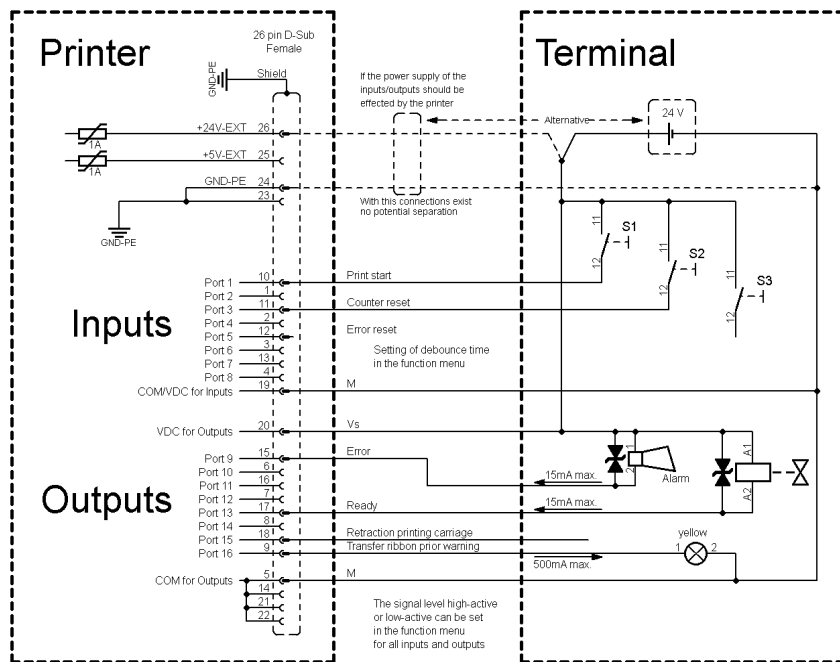 Printer
26 pin D-Sub
Female
Terminal
GND-PE
Shield
If the power supply of the
inputs/outputs should be
effected by the printer
24 V
Alternative
+24V-EXT 26
1A
+5V-EXT 25
1A
GND-PE 24
23
GND-PE
With this connections exist
no potential separation
11
S1
12
11
S2
12
11
S3
12
Inputs
Port 1 10 Print start
Port 2 1
Port 3 11 Counter reset
Port 4 2
Port 5 12 Error reset
Port 6 3
Port 7 13
Port 8 4
Setting of debounce time
in the function menu
COM/VDC for Inputs 19 M
VDC for Outputs 20 Vs
Outputs
Port 9 15 Error
Port 10 6
Port 11 16
Port 12 7
Port 13 17 Ready
Port 14 8
Port 15 18 Retraction printing carriage
Port 16 9 Transfer ribbon prior warning
15mA max.
15mA max.
500mA max.
1
2
Alarm
A1
A2
yellow
1 2
COM for Outputs 5 M
14
21
22
The signal level high-active
or low-active can be set
in the function menu
for all inputs and outputs